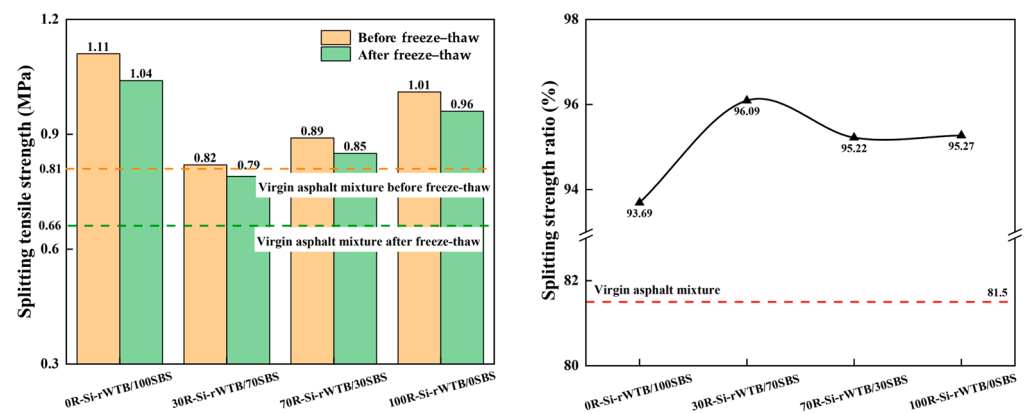 Splitting tensile strength (MPa)
1.2
0.9
0.81
0.66
0.6
0.3
Before freeze–thaw
After freeze–thaw
1.11
1.04
0.82
0.79
0.89
0.85
1.01
0.96
Virgin asphalt mixture before freeze-thaw
Virgin asphalt mixture after freeze-thaw
0R-Si-rWTB/100SBS
30R-Si-rWTB/70SBS
70R-Si-rWTB/30SBS
100R-Si-rWTB/0SBS
Splitting strength ratio (%)
98
96
94
82
80
93.69
96.09
95.22
95.27
Virgin asphalt mixture
81.5
0R-Si-rWTB/100SBS
30R-Si-rWTB/70SBS
70R-Si-rWTB/30SBS
100R-Si-rWTB/0SBS